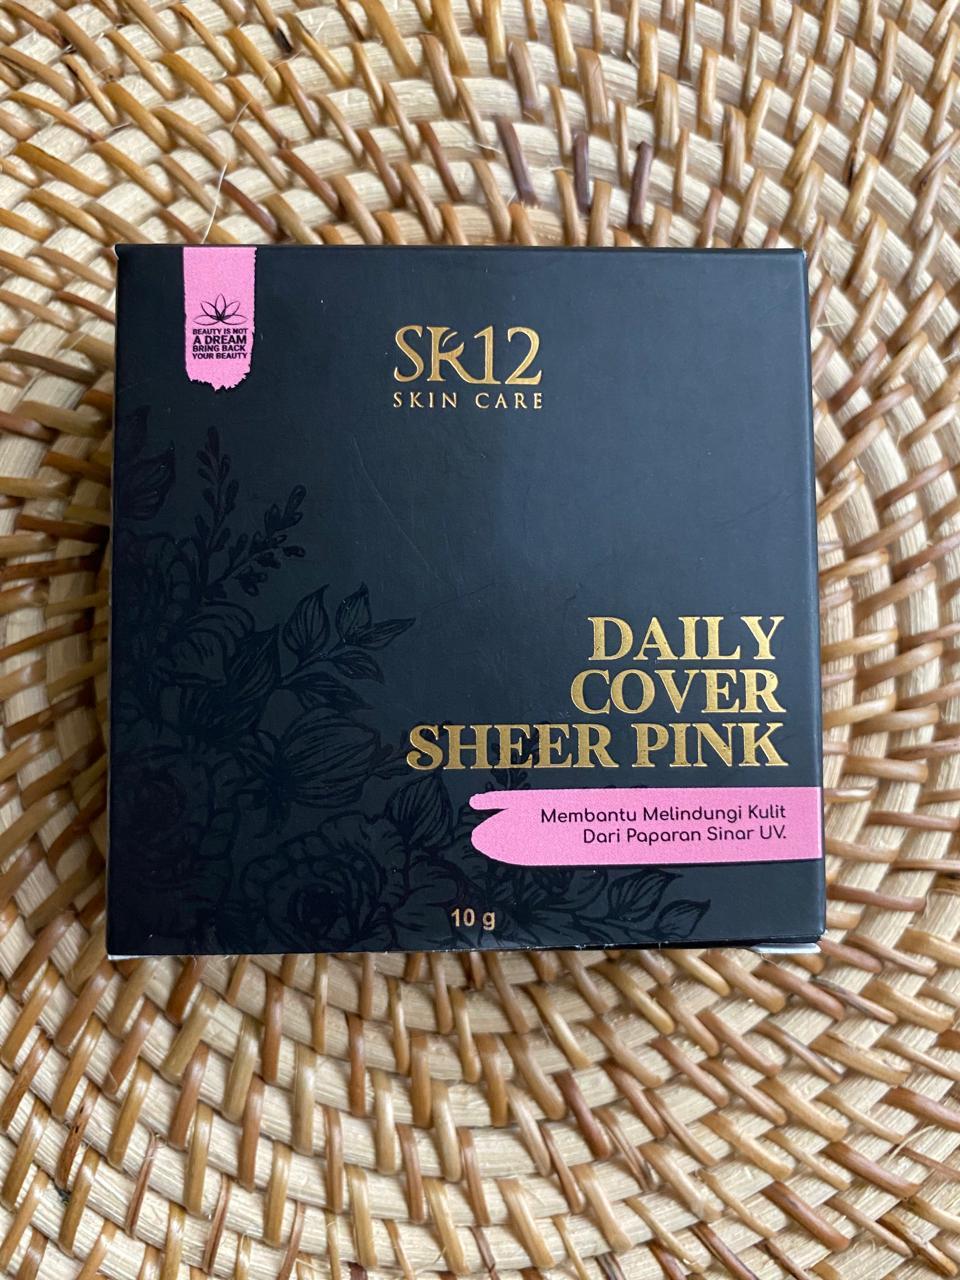 BEAUTY IS NOT
A DREAM
BRING BACK
YOUR BEAUTY
SK12
SKIN CARE
DAILY
COVER
SHEER PINK
Membantu Melindungi Kulit
Dari Paparan Sinar UV.
10 g